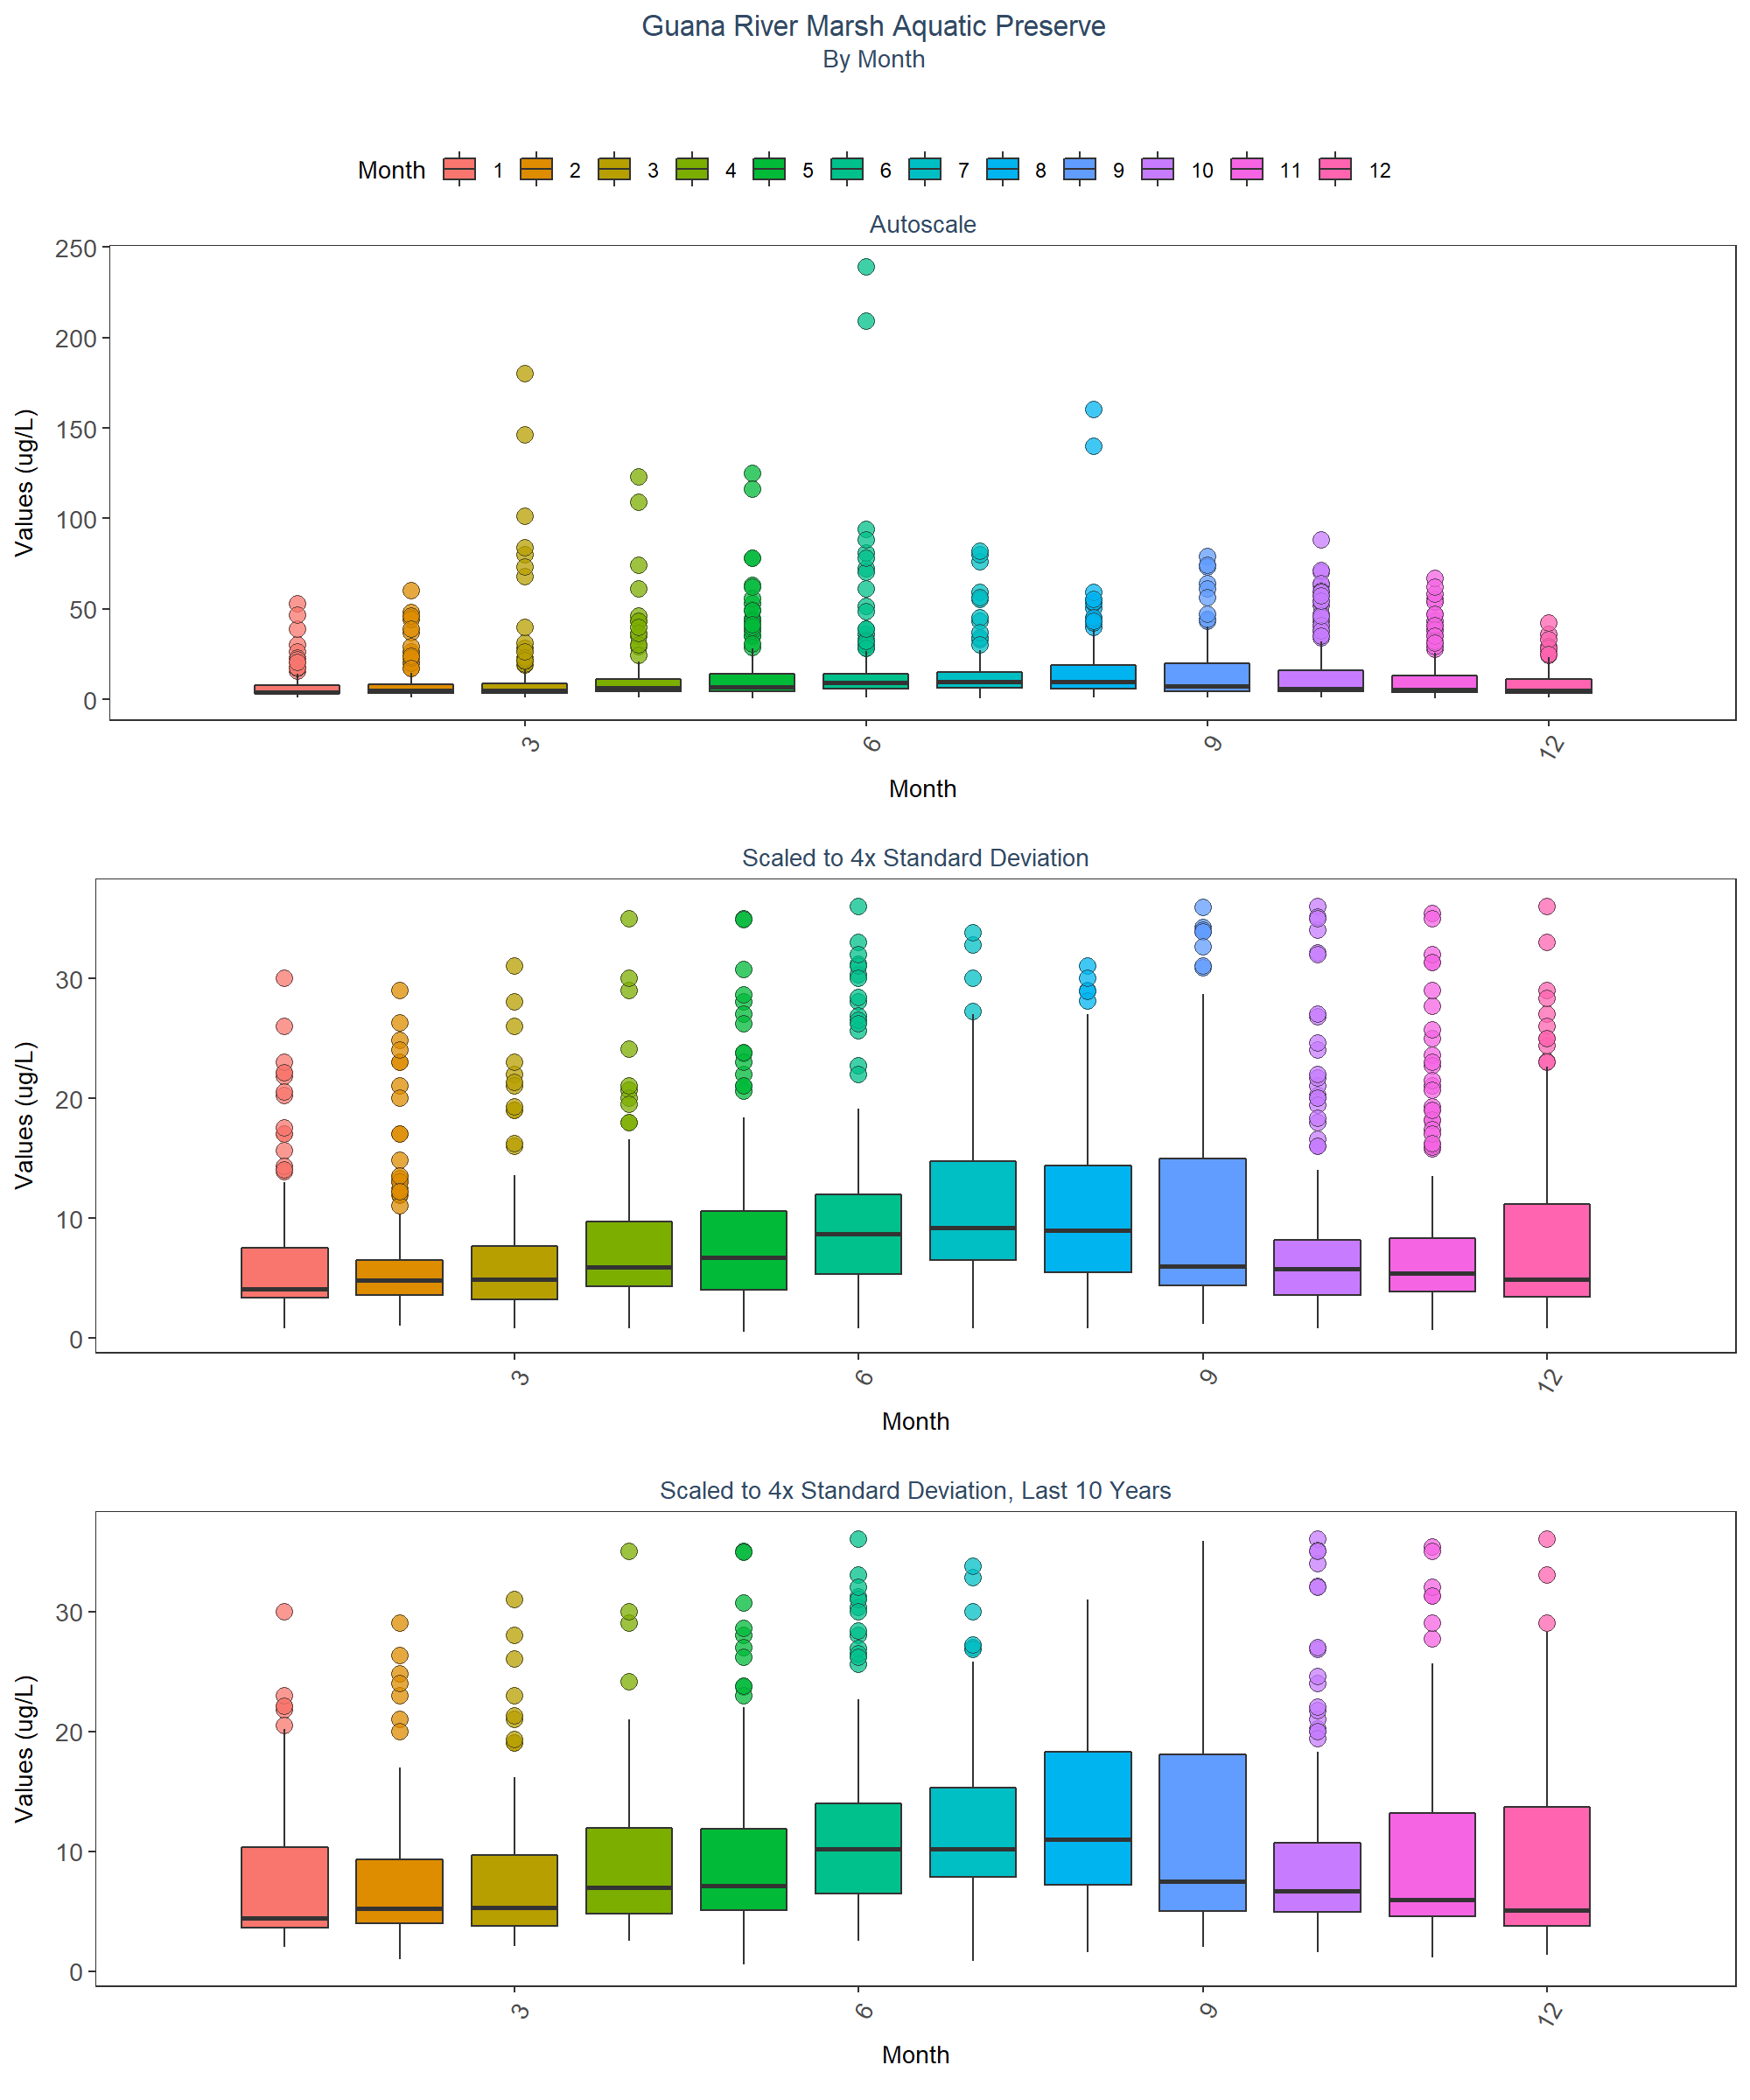 Guana River Marsh Aquatic Preserve
By Month
Month 1 2 3 4 5 6 7 8 9 10 11 12
Autoscale
Values (ug/L)
250
200
150
100
50
0
3 6 9 12
Month
Scaled to 4x Standard Deviation
Values (ug/L)
30
20
10
0
3 6 9 12
Month
Scaled to 4x Standard Deviation, Last 10 Years
Values (ug/L)
30
20
10
0
3 6 9 12
Month